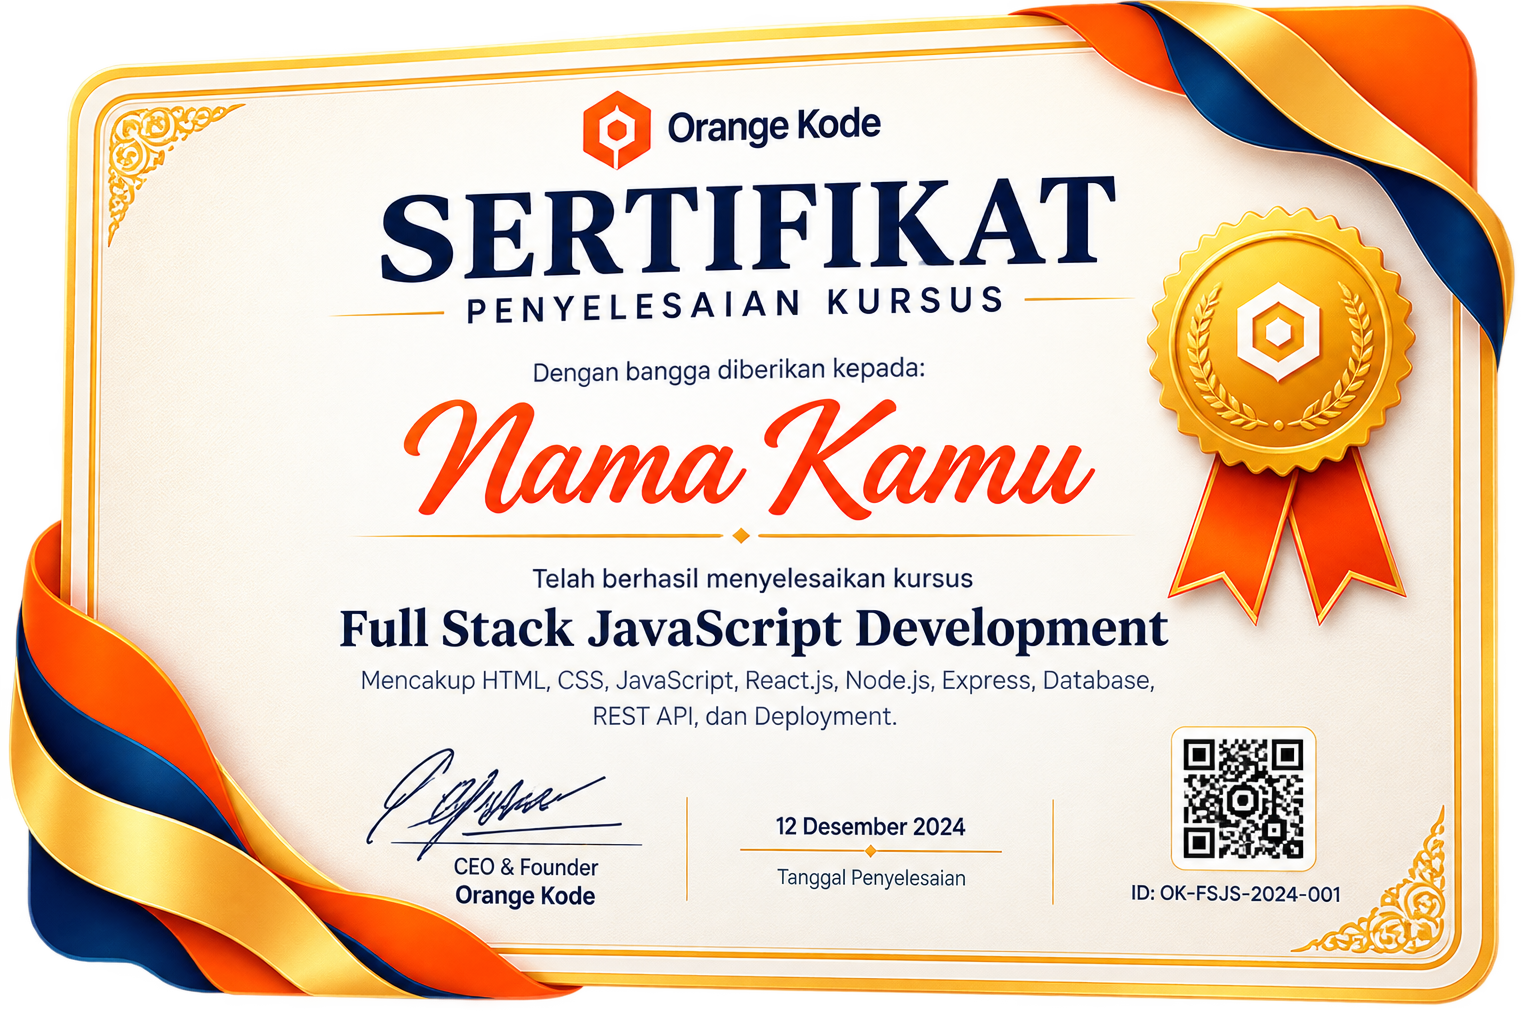 Orange Kode
SERTIFIKAT
PENYELESAIAN KURSUS
Dengan bangga diberikan kepada:
Nama Kamu
Telah berhasil menyelesaikan kursus
Full Stack JavaScript Development
Mencakup HTML, CSS, JavaScript, React.js, Node.js, Express, Database,
REST API, dan Deployment.
CEO & Founder
Orange Kode
12 Desember 2024
Tanggal Penyelesaian
ID: OK-FSJS-2024-001